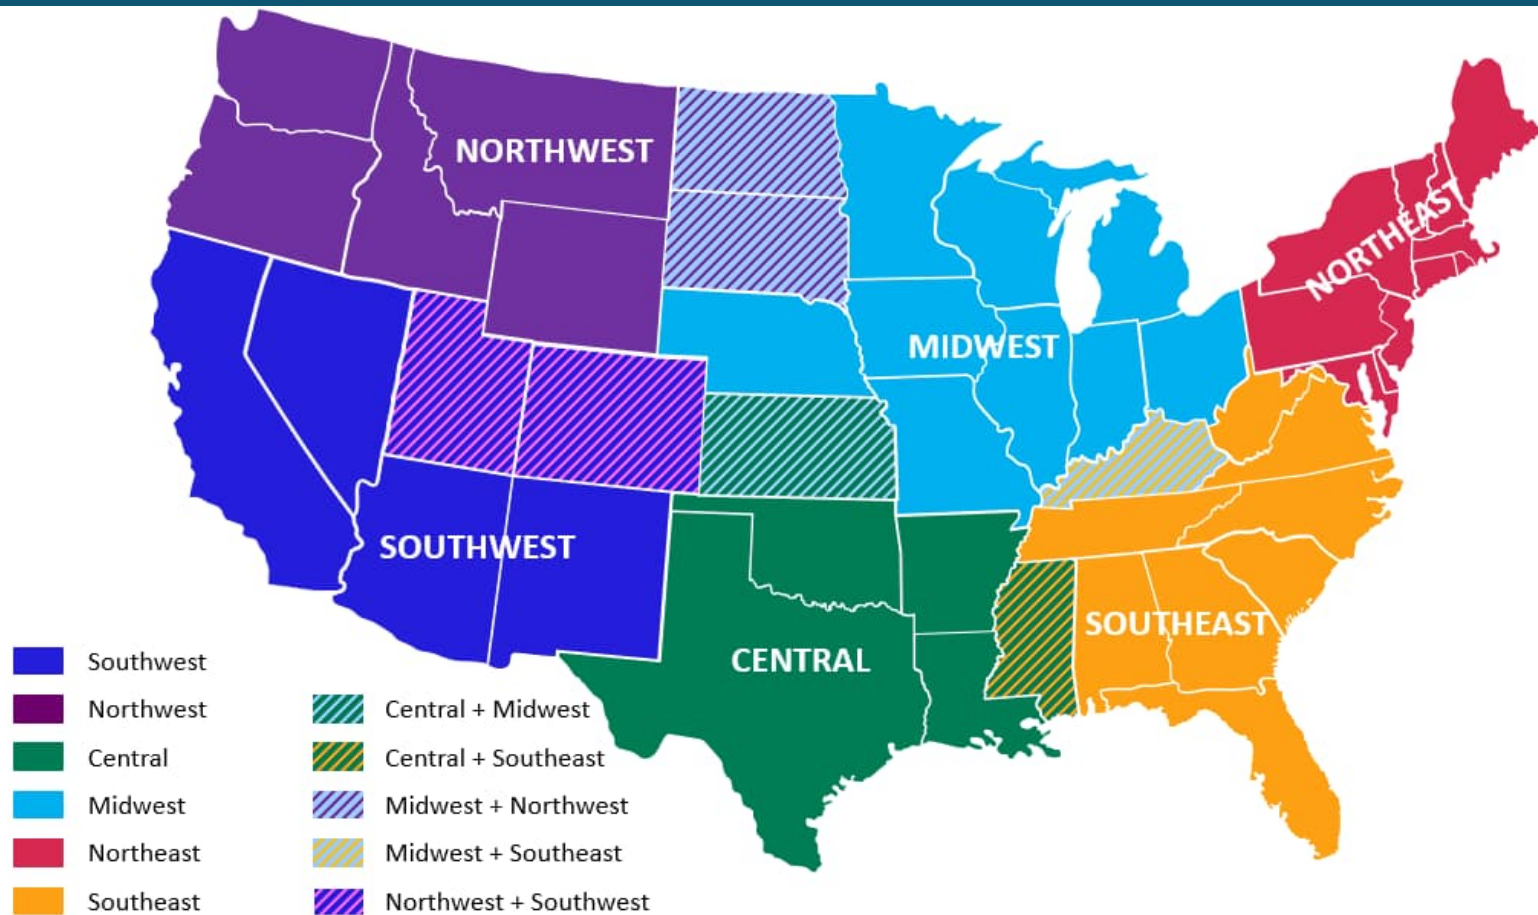 NORTHWEST
NORTHEAST
MIDWEST
SOUTHWEST
SOUTHEAST
CENTRAL
Southwest
Northwest
Central
Midwest
Northeast
Southeast
Central + Midwest
Central + Southeast
Midwest + Northwest
Midwest + Southeast
Northwest + Southwest